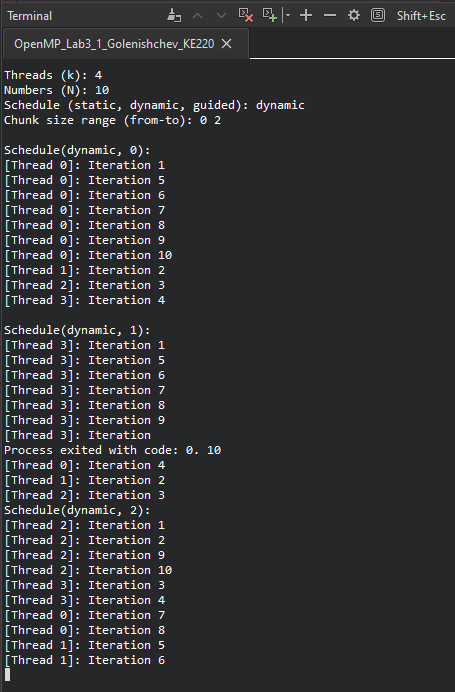 Terminal
Shift+Esc
OpenMP_Lab3_1_Golenishchev_KE220
Threads (k): 4
Numbers (N): 10
Schedule (static, dynamic, guided): dynamic
Chunk size range (from-to): 0 2
Schedule(dynamic, 0):
[Thread 0]: Iteration 1
[Thread 0]: Iteration 5
[Thread 0]: Iteration 6
[Thread 0]: Iteration 7
[Thread 0]: Iteration 8
[Thread 0]: Iteration 9
[Thread 0]: Iteration 10
[Thread 1]: Iteration 2
[Thread 2]: Iteration 3
[Thread 3]: Iteration 4
Schedule(dynamic, 1):
[Thread 3]: Iteration 1
[Thread 3]: Iteration 5
[Thread 3]: Iteration 6
[Thread 3]: Iteration 7
[Thread 3]: Iteration 8
[Thread 3]: Iteration 9
[Thread 3]: Iteration
Process exited with code: 0. 10
[Thread 0]: Iteration 4
[Thread 1]: Iteration 2
[Thread 2]: Iteration 3
Schedule(dynamic, 2):
[Thread 2]: Iteration 1
[Thread 2]: Iteration 2
[Thread 2]: Iteration 9
[Thread 2]: Iteration 10
[Thread 3]: Iteration 3
[Thread 3]: Iteration 4
[Thread 0]: Iteration 7
[Thread 0]: Iteration 8
[Thread 1]: Iteration 5
[Thread 1]: Iteration 6